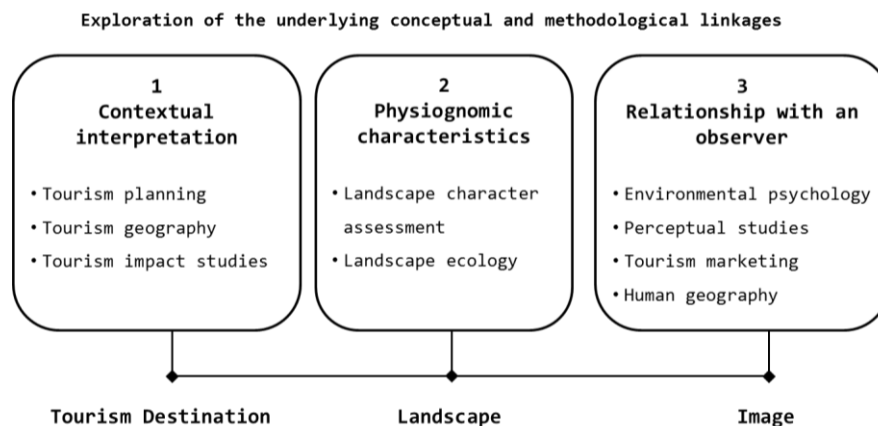 Exploration of the underlying conceptual and methodological linkages
1
Contextual
interpretation
• Tourism planning
• Tourism geography
• Tourism impact studies
2
Physiognomic
characteristics
• Landscape character
assessment
• Landscape ecology
3
Relationship with an
observer
• Environmental psychology
• Perceptual studies
• Tourism marketing
• Human geography
Tourism Destination
Landscape
Image